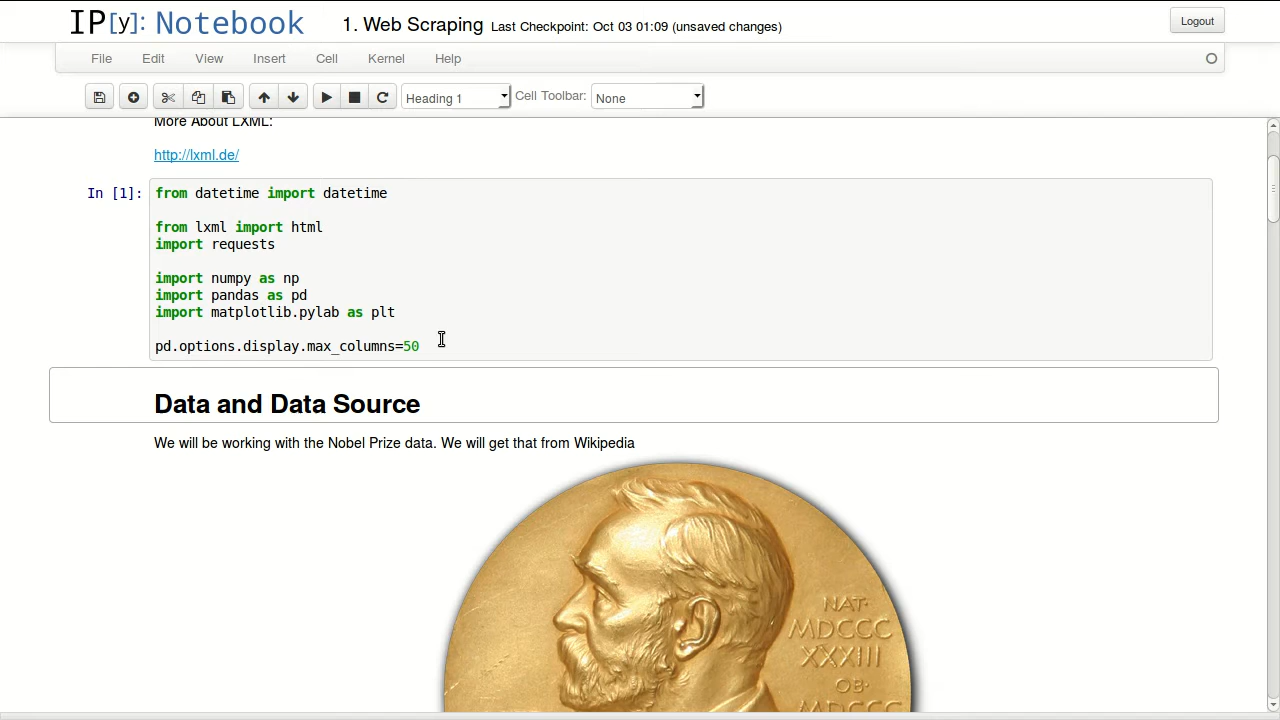 IP[y]: Notebook 1. Web Scraping Last Checkpoint: Oct 03 01:09 (unsaved changes) Logout
File Edit View Insert Cell Kernel Help
Heading 1 Cell Toolbar: None
More About LXML:
http://lxml.de/
In [1]: from datetime import datetime
from lxml import html
import requests
import numpy as np
import pandas as pd
import matplotlib.pylab as plt
pd.options.display.max_columns=50
Data and Data Source
We will be working with the Nobel Prize data. We will get that from Wikipedia
NAT·
MDCCC
XXXIII
OB·
MDCCC